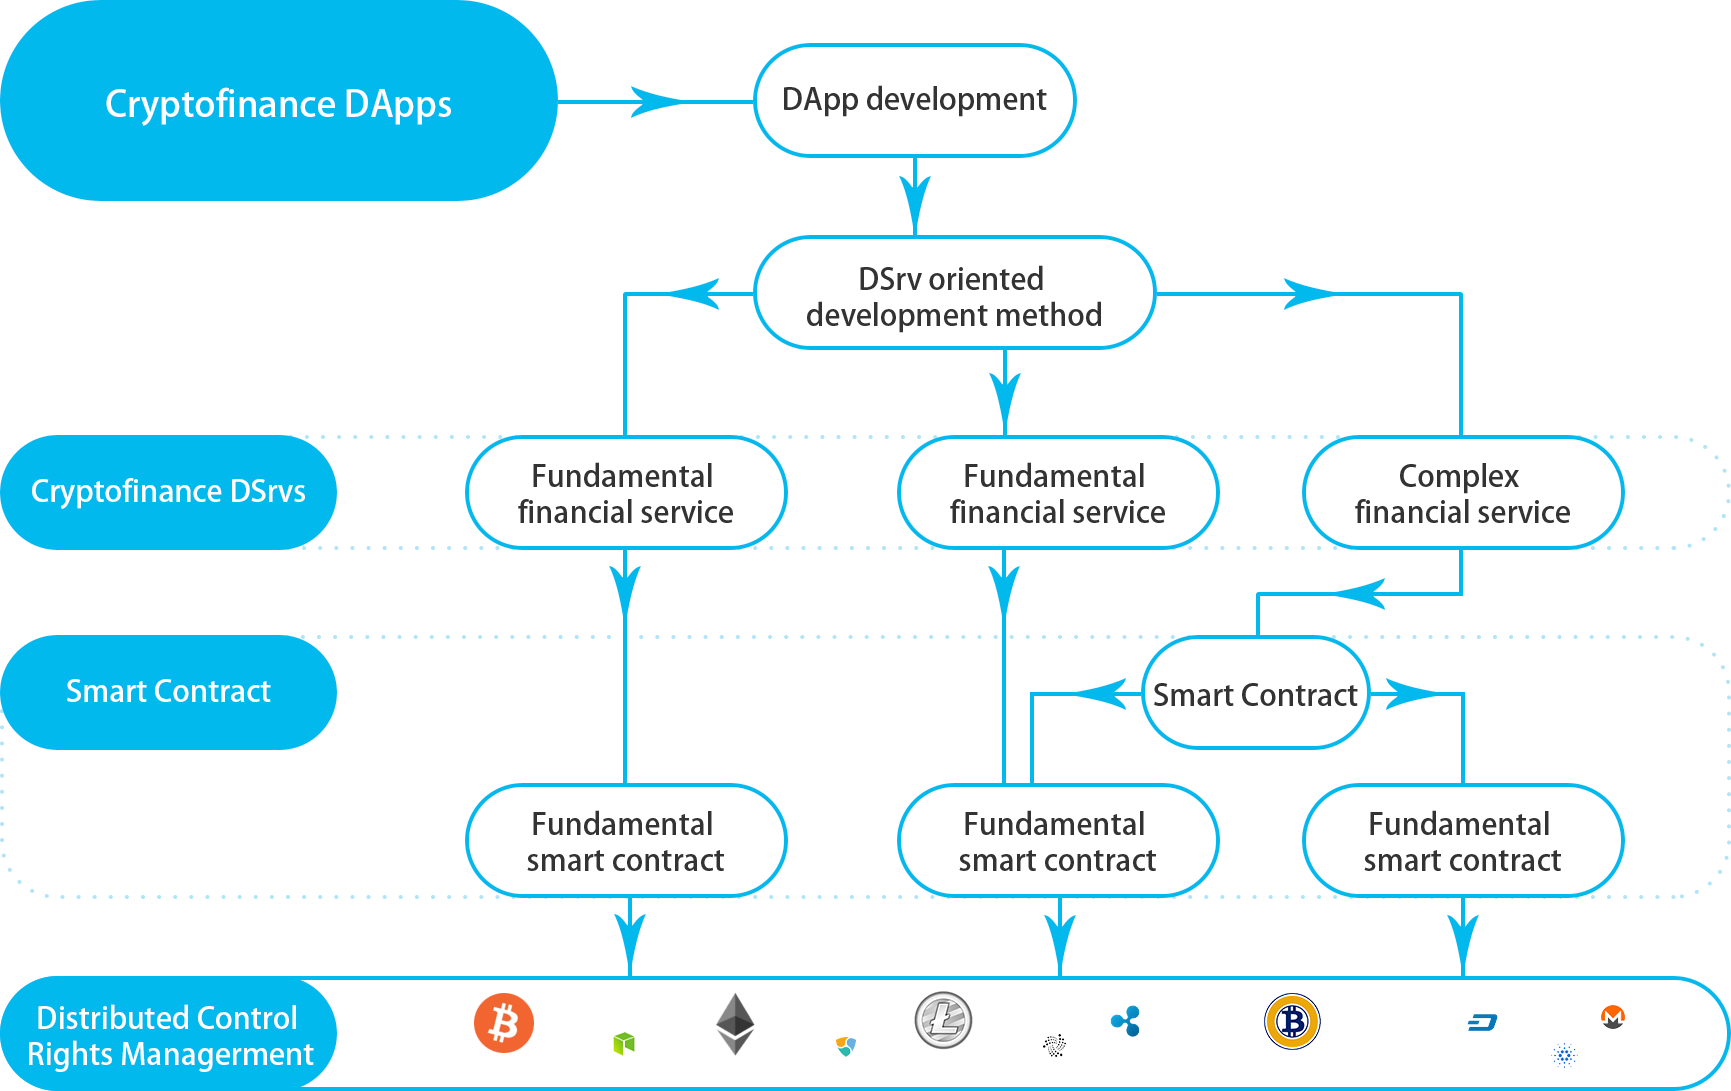 Cryptofinance DApps
DApp development
DSrv oriented
development method
Cryptofinance DSrvs
Fundamental
financial service
Fundamental
financial service
Complex
financial service
Smart Contract
Smart Contract
Fundamental
smart contract
Fundamental
smart contract
Fundamental
smart contract
Distributed Control
Rights Managerment